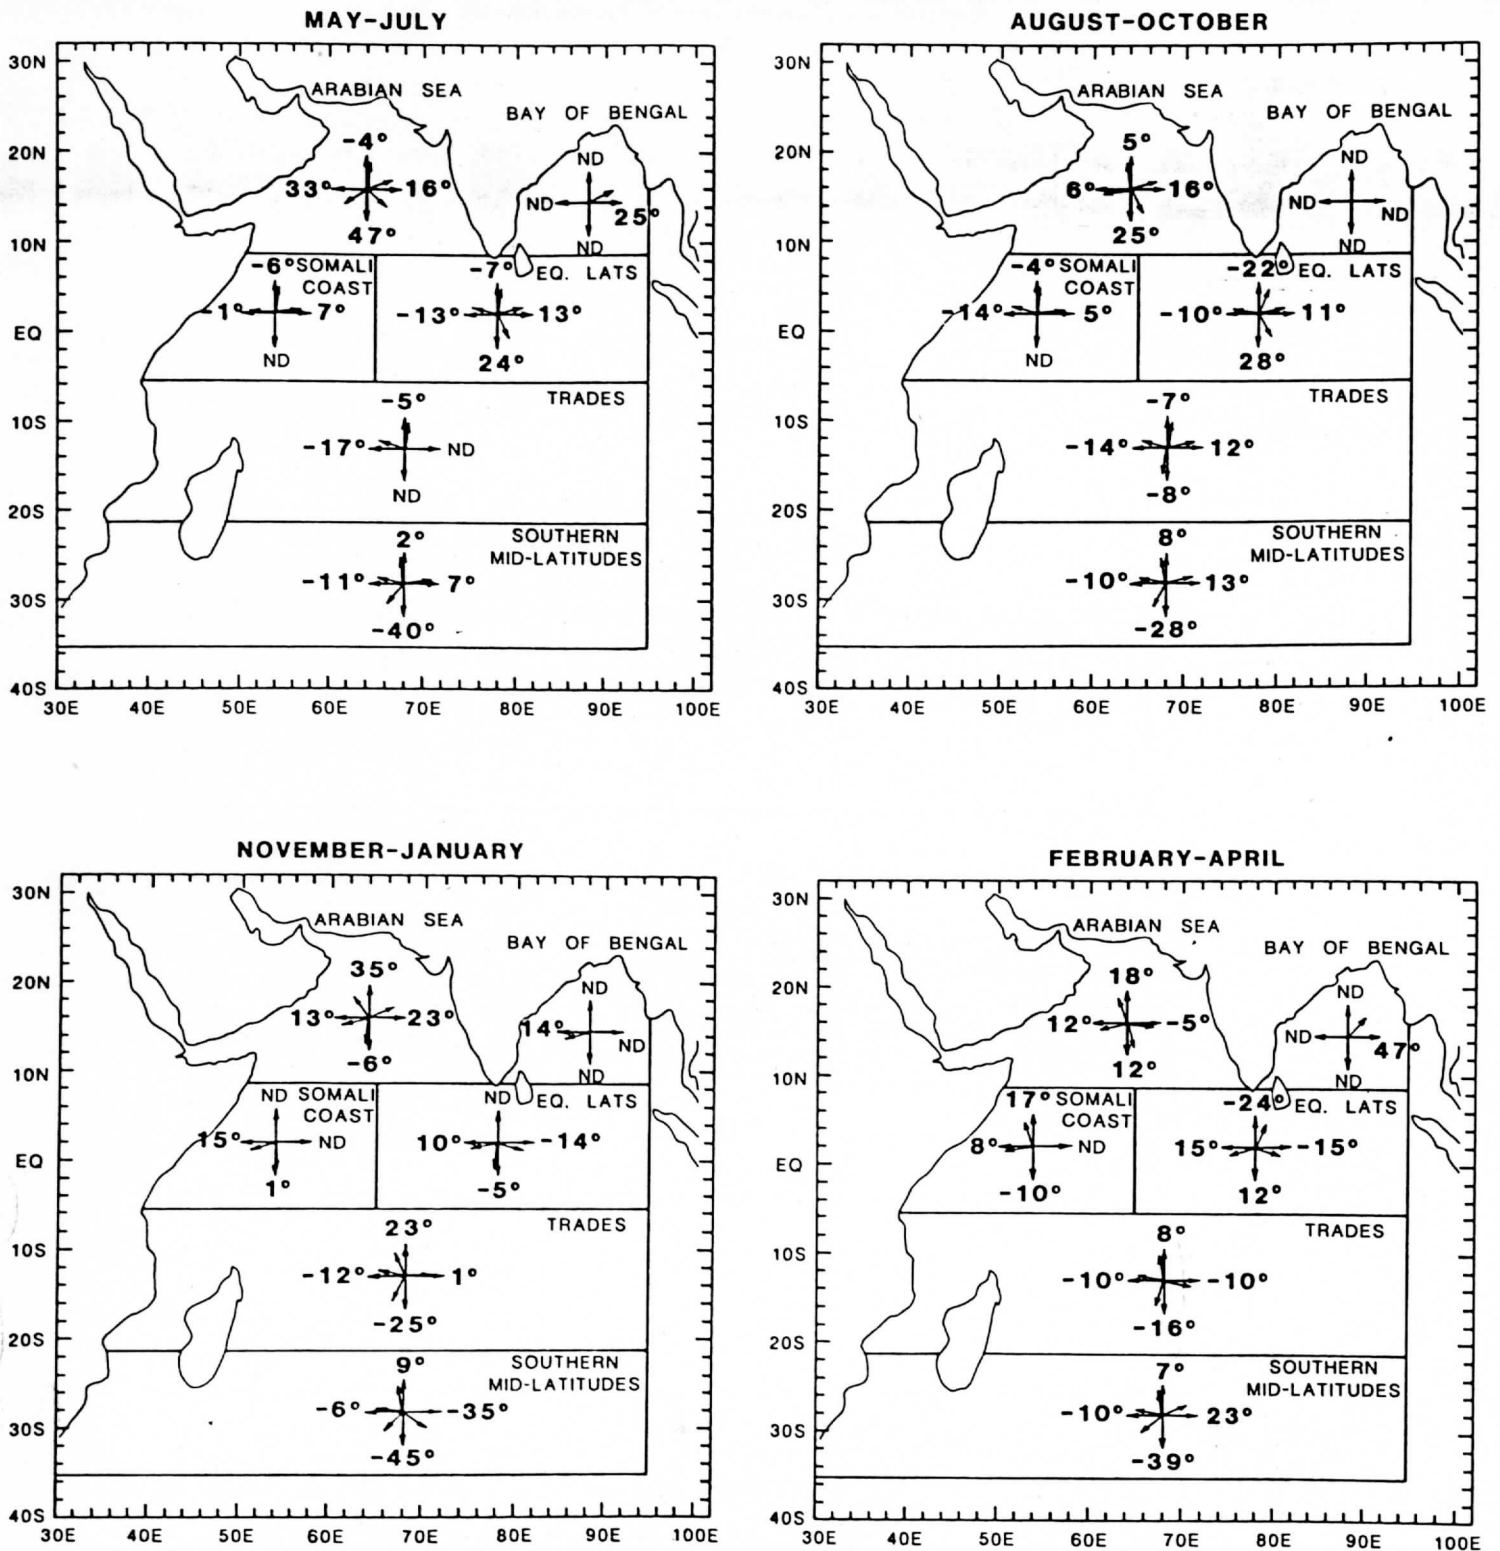 MAY-JULY
30N
ARABIAN SEA
BAY OF BENGAL
-4°
20N
ND
33° 16°
ND 25°
47° ND
10N
-6° SOMALI
COAST
-7° EQ. LATS
-1° 7°
-13° 13°
EQ
ND
24°
-5° TRADES
10S
-17° ND
ND
20S
2° SOUTHERN
MID-LATITUDES
-11° 7°
30S
-40°
40S
30E 40E 50E 60E 70E 80E 90E 100E
AUGUST-OCTOBER
30N
ARABIAN SEA
BAY OF BENGAL
5°
20N
ND
6° 16°
ND ND
25° ND
10N
-4° SOMALI
COAST
-22° EQ. LATS
-14° 5°
-10° 11°
EQ
ND
28°
-7° TRADES
10S
-14° 12°
-8°
20S
8° SOUTHERN
MID-LATITUDES
-10° 13°
30S
-28°
40S
30E 40E 50E 60E 70E 80E 90E 100E
NOVEMBER-JANUARY
30N
ARABIAN SEA
BAY OF BENGAL
35°
20N
ND
13° 23°
14° ND
-6° ND
10N
ND SOMALI
COAST
ND EQ. LATS
15° ND
10° -14°
EQ
1°
-5°
23° TRADES
10S
-12° 1°
-25°
20S
9° SOUTHERN
MID-LATITUDES
-6° -35°
30S
-45°
40S
30E 40E 50E 60E 70E 80E 90E 100E
FEBRUARY-APRIL
30N
ARABIAN SEA
BAY OF BENGAL
18°
20N
ND
12° -5°
ND 47°
12° ND
10N
17° SOMALI
COAST
-24° EQ. LATS
8° ND
15° -15°
EQ
-10°
12°
8° TRADES
10S
-10° -10°
-16°
20S
7° SOUTHERN
MID-LATITUDES
-10° 23°
30S
-39°
40S
30E 40E 50E 60E 70E 80E 90E 100E